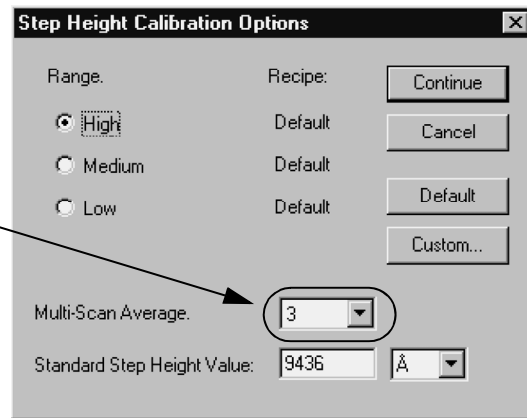 Step Height Calibration Options
Range. Recipe: Continue
High Default Cancel
Medium Default
Low Default Default
Custom...
Multi-Scan Average. 3
Standard Step Height Value: 9436 Å